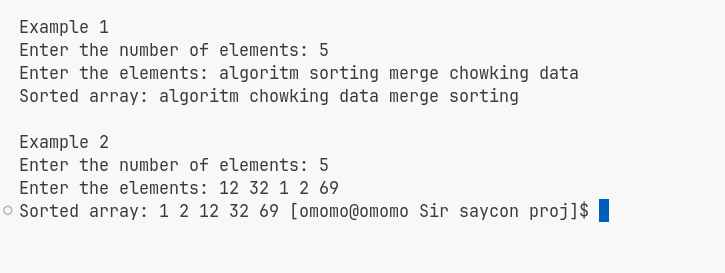 Example 1
Enter the number of elements: 5
Enter the elements: algoritm sorting merge chowking data
Sorted array: algoritm chowking data merge sorting
Example 2
Enter the number of elements: 5
Enter the elements: 12 32 1 2 69
Sorted array: 1 2 12 32 69 [omomo@omomo Sir saycon proj]$